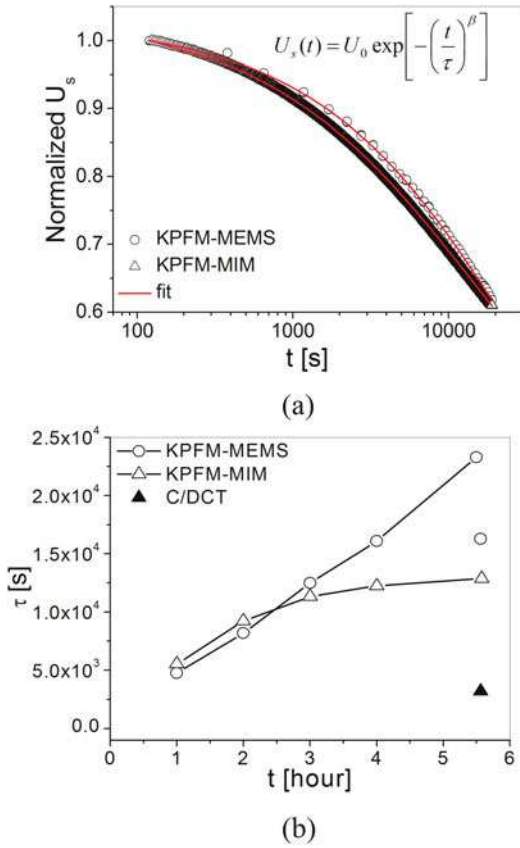 1.0
0.9
0.8
0.7
0.6
Normalized U_s
U_s(t) = U_0 exp[-(t/τ)^β]
KPFM-MEMS
KPFM-MIM
fit
100 1000 10000
t [s]
(a)
2.5x10^4
2.0x10^4
1.5x10^4
1.0x10^4
5.0x10^3
0.0
τ [s]
KPFM-MEMS
KPFM-MIM
C/DCT
0 1 2 3 4 5 6
t [hour]
(b)